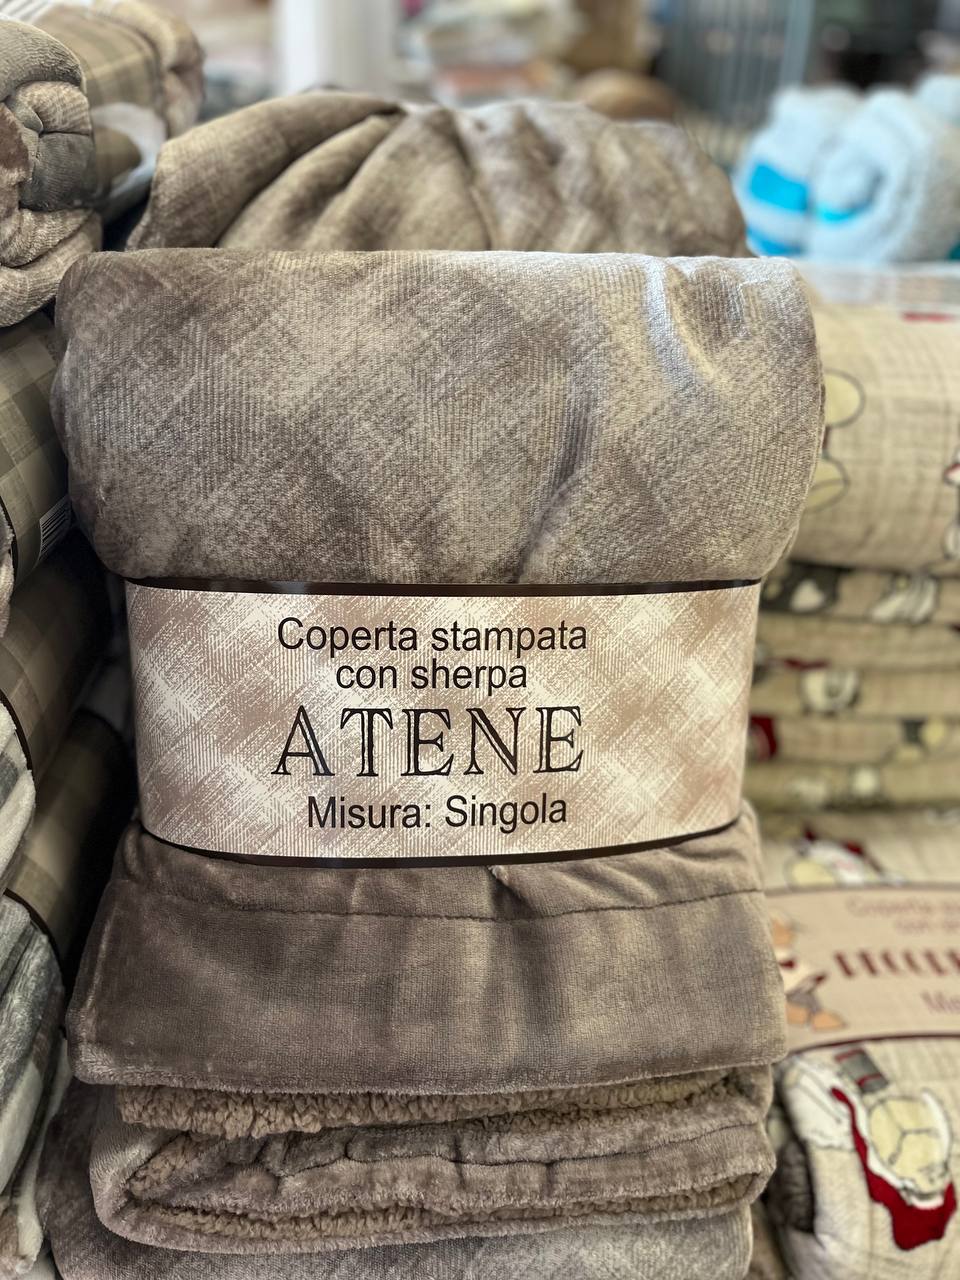 Coperta stampata
con sherpa
ATENE
Misura: Singola